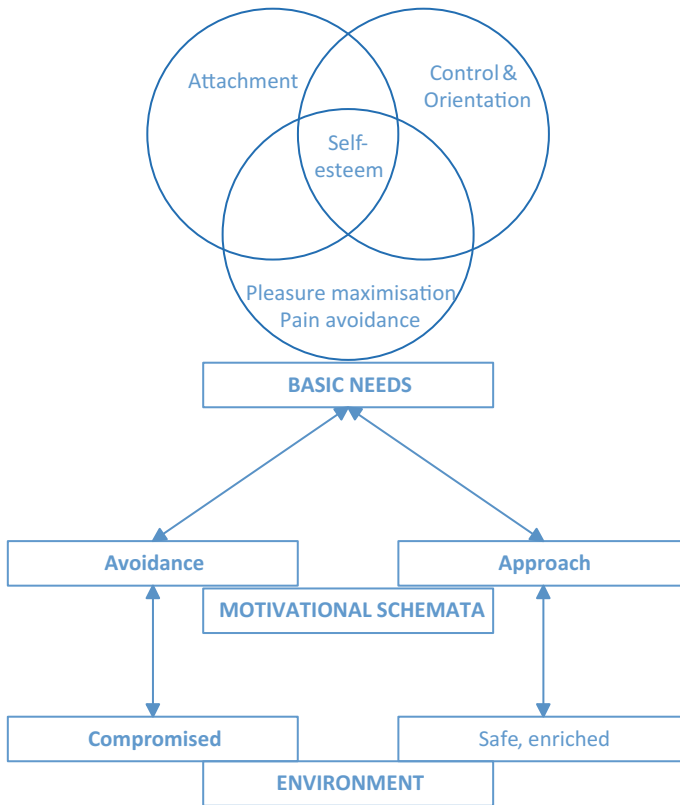 Attachment
Control &
Orientation
Self-
esteem
Pleasure maximisation
Pain avoidance
BASIC NEEDS
Avoidance
Approach
MOTIVATIONAL SCHEMATA
Compromised
Safe, enriched
ENVIRONMENT